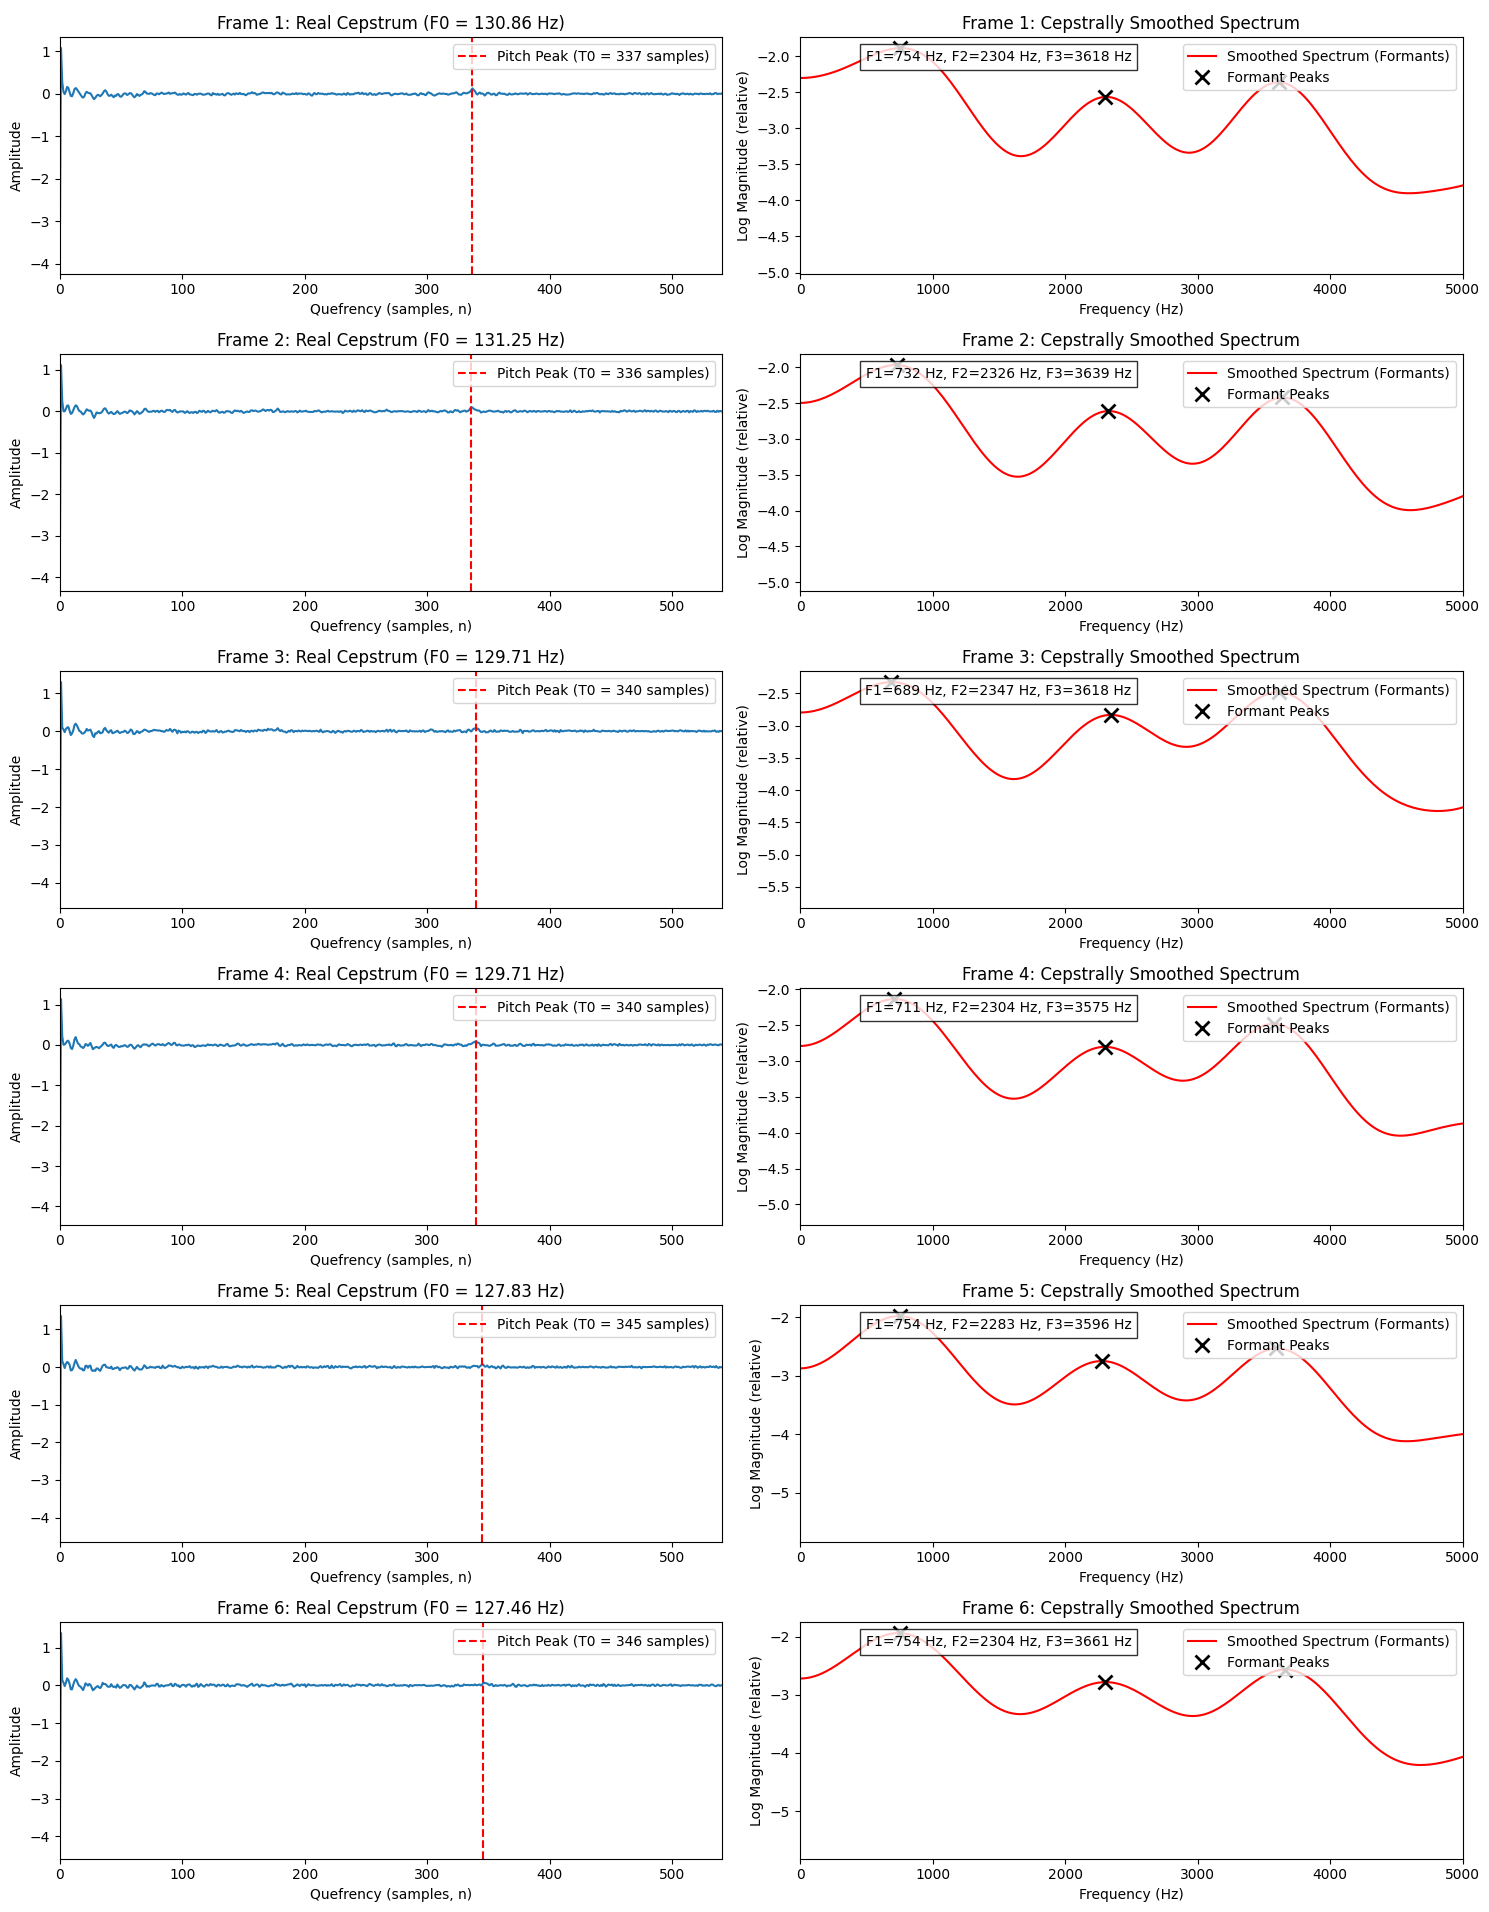 Frame 1: Real Cepstrum (F0 = 130.86 Hz)
Pitch Peak (T0 = 337 samples)
Amplitude
1
0
−1
−2
−3
−4
0 100 200 300 400 500
Quefrency (samples, n)
Frame 1: Cepstrally Smoothed Spectrum
F1=754 Hz, F2=2304 Hz, F3=3618 Hz
Smoothed Spectrum (Formants)
Formant Peaks
Log Magnitude (relative)
−2.0
−2.5
−3.0
−3.5
−4.0
−4.5
−5.0
0 1000 2000 3000 4000 5000
Frequency (Hz)
Frame 2: Real Cepstrum (F0 = 131.25 Hz)
Pitch Peak (T0 = 336 samples)
Amplitude
1
0
−1
−2
−3
−4
0 100 200 300 400 500
Quefrency (samples, n)
Frame 2: Cepstrally Smoothed Spectrum
F1=732 Hz, F2=2326 Hz, F3=3639 Hz
Smoothed Spectrum (Formants)
Formant Peaks
Log Magnitude (relative)
−2.0
−2.5
−3.0
−3.5
−4.0
−4.5
−5.0
0 1000 2000 3000 4000 5000
Frequency (Hz)
Frame 3: Real Cepstrum (F0 = 129.71 Hz)
Pitch Peak (T0 = 340 samples)
Amplitude
1
0
−1
−2
−3
−4
0 100 200 300 400 500
Quefrency (samples, n)
Frame 3: Cepstrally Smoothed Spectrum
F1=689 Hz, F2=2347 Hz, F3=3618 Hz
Smoothed Spectrum (Formants)
Formant Peaks
Log Magnitude (relative)
−2.5
−3.0
−3.5
−4.0
−4.5
−5.0
−5.5
0 1000 2000 3000 4000 5000
Frequency (Hz)
Frame 4: Real Cepstrum (F0 = 129.71 Hz)
Pitch Peak (T0 = 340 samples)
Amplitude
1
0
−1
−2
−3
−4
0 100 200 300 400 500
Quefrency (samples, n)
Frame 4: Cepstrally Smoothed Spectrum
F1=711 Hz, F2=2304 Hz, F3=3575 Hz
Smoothed Spectrum (Formants)
Formant Peaks
Log Magnitude (relative)
−2.0
−2.5
−3.0
−3.5
−4.0
−4.5
−5.0
0 1000 2000 3000 4000 5000
Frequency (Hz)
Frame 5: Real Cepstrum (F0 = 127.83 Hz)
Pitch Peak (T0 = 345 samples)
Amplitude
1
0
−1
−2
−3
−4
0 100 200 300 400 500
Quefrency (samples, n)
Frame 5: Cepstrally Smoothed Spectrum
F1=754 Hz, F2=2283 Hz, F3=3596 Hz
Smoothed Spectrum (Formants)
Formant Peaks
Log Magnitude (relative)
−2
−3
−4
−5
0 1000 2000 3000 4000 5000
Frequency (Hz)
Frame 6: Real Cepstrum (F0 = 127.46 Hz)
Pitch Peak (T0 = 346 samples)
Amplitude
1
0
−1
−2
−3
−4
0 100 200 300 400 500
Quefrency (samples, n)
Frame 6: Cepstrally Smoothed Spectrum
F1=754 Hz, F2=2304 Hz, F3=3661 Hz
Smoothed Spectrum (Formants)
Formant Peaks
Log Magnitude (relative)
−2
−3
−4
−5
0 1000 2000 3000 4000 5000
Frequency (Hz)